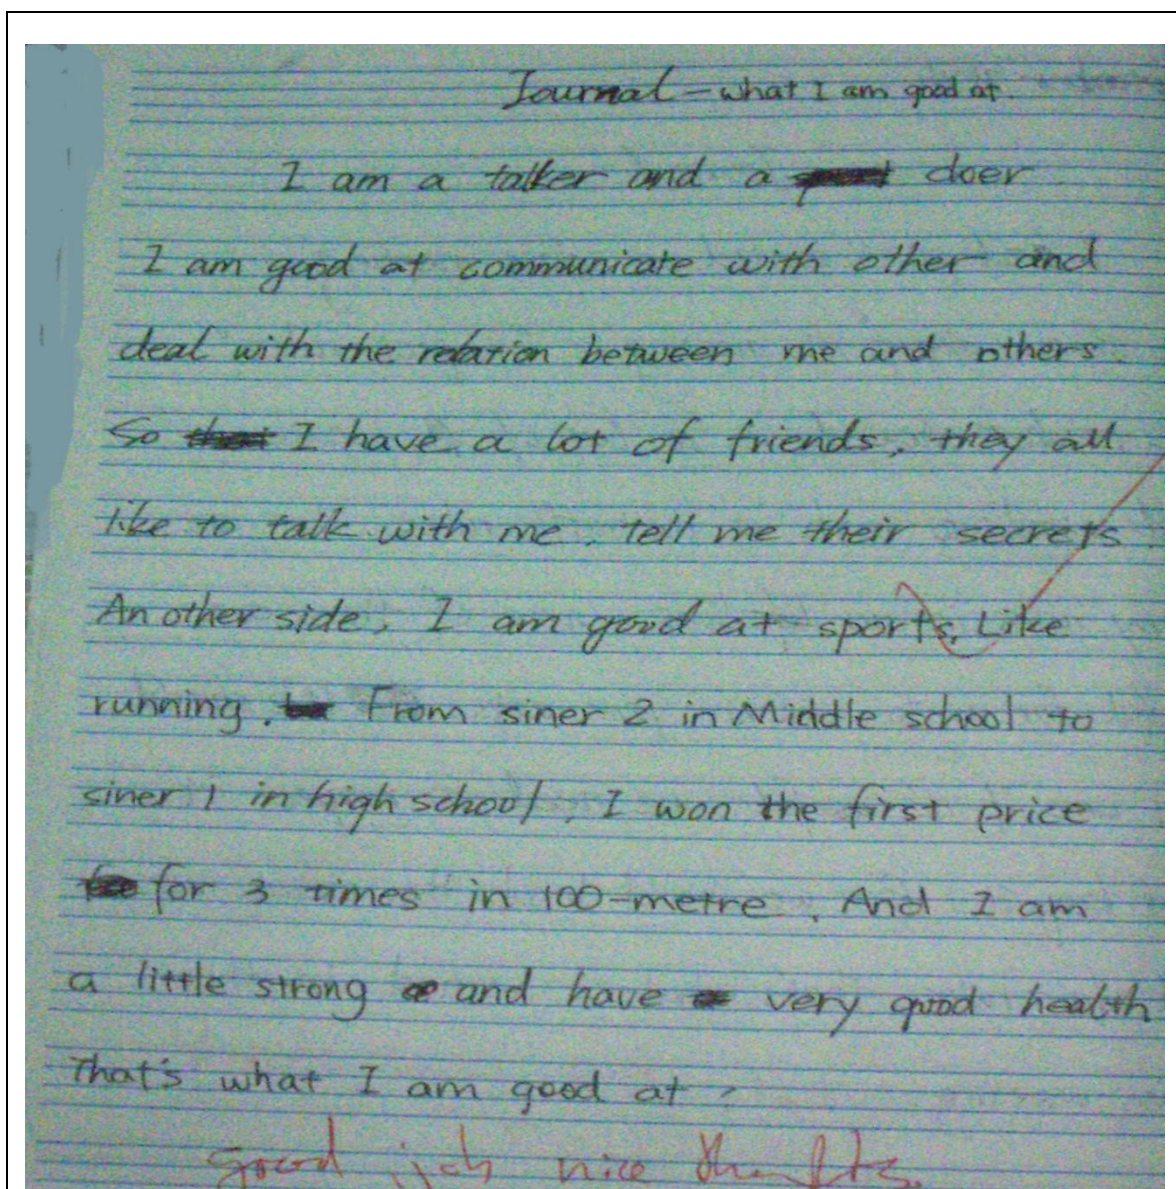 Journal – what I am good at.
I am a talker and a doer
I am good at communicate with other and
deal with the relation between me and others.
So that I have a lot of friends, they all
like to talk with me, tell me their secrets.
An other side, I am good at sports. Like
running. From siner 2 in Middle school to
siner 1 in high school, I won the first price
for 3 times in 100-metre. And I am
a little strong and have very good health
That's what I am good at.
Good job nice thoughts.